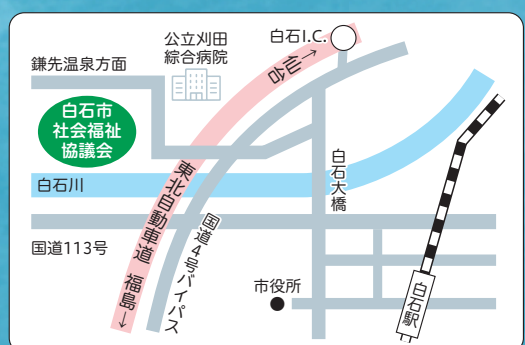 公立刈田
綜合病院
白石I.C.
仙台→
鎌先温泉方面
白石市
社会福祉
協議会
白石川
白石大橋
東北自動車道 福島→
国道4号バイパス
国道113号
市役所
白石駅